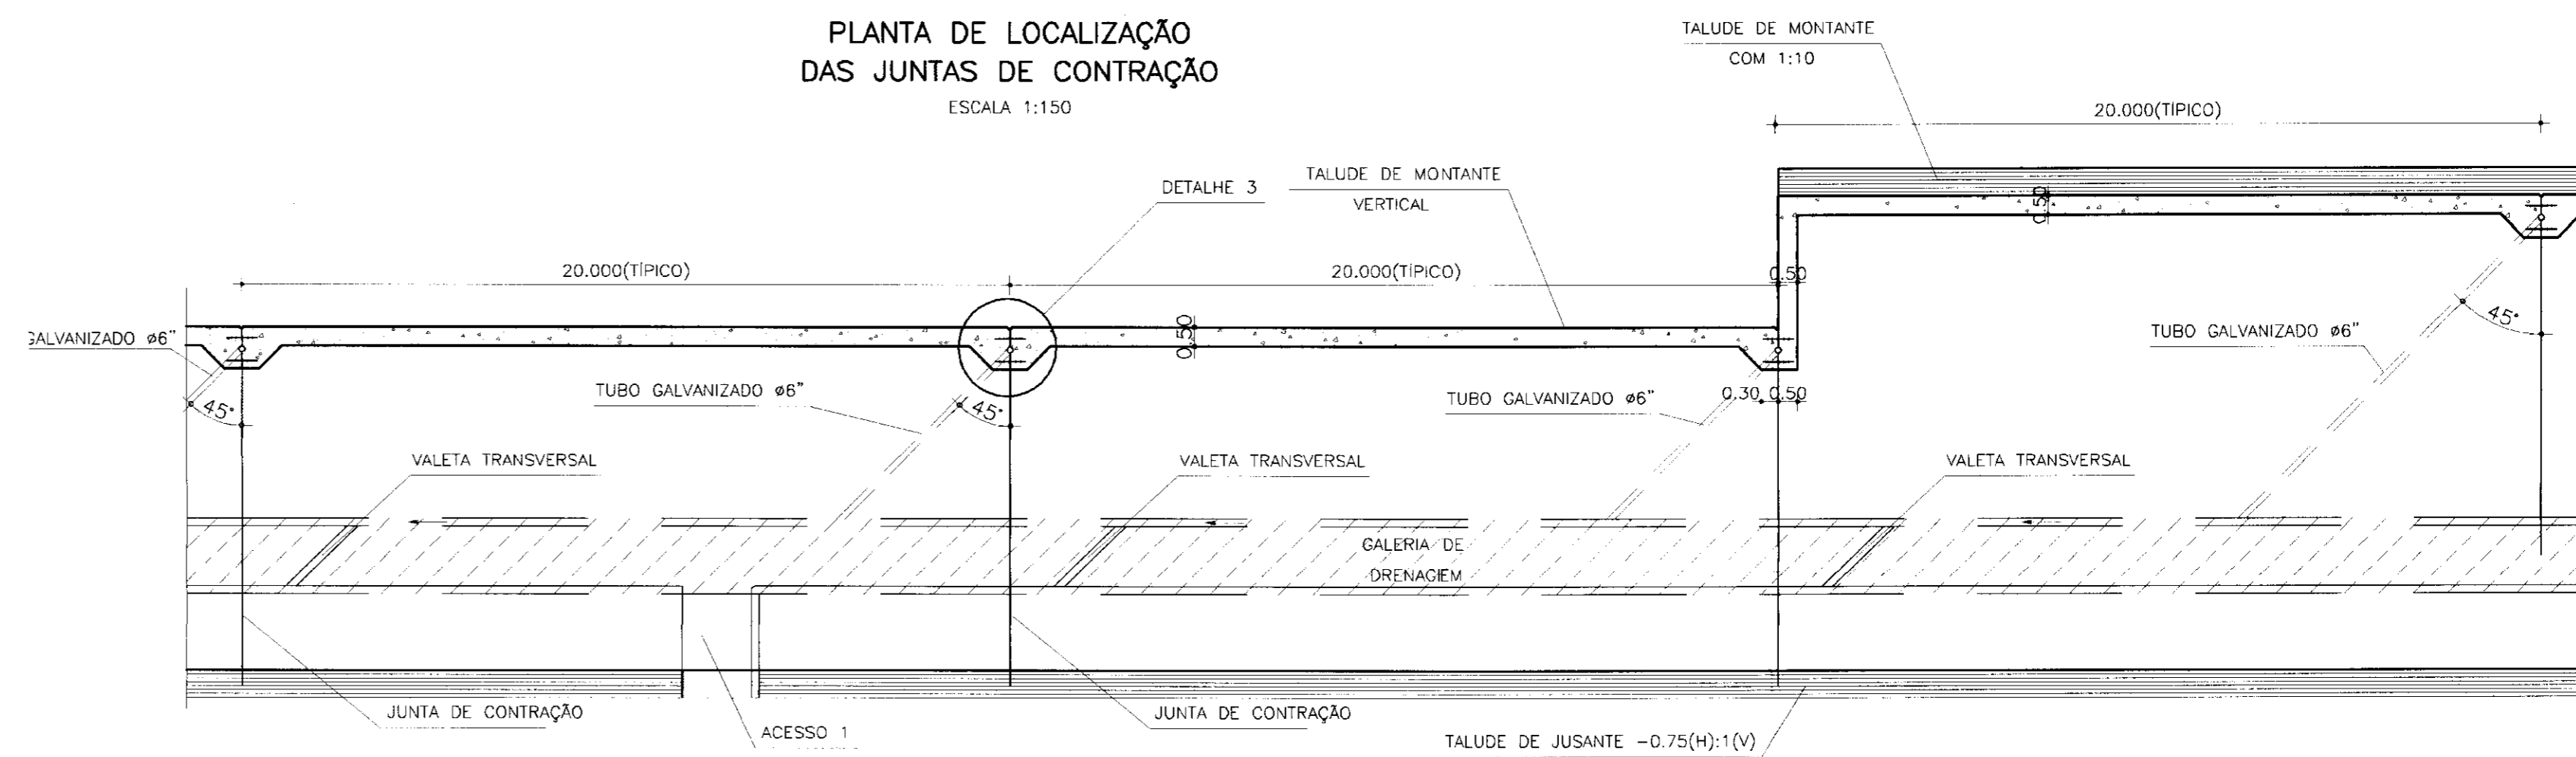 PLANTA DE LOCALIZAÇÃO
DAS JUNTAS DE CONTRAÇÃO
ESCALA 1:150
TALUDE DE MONTANTE
COM 1:10
20.000(TÍPICO)
DETALHE 3
TALUDE DE MONTANTE
VERTICAL
0.50
20.000(TÍPICO)
20.000(TÍPICO)
0.50
GALVANIZADO ø6"
0.50
TUBO GALVANIZADO ø6"
45°
TUBO GALVANIZADO ø6"
TUBO GALVANIZADO ø6"
0.30 0.50
45°
45°
VALETA TRANSVERSAL
VALETA TRANSVERSAL
VALETA TRANSVERSAL
GALERIA DE
DRENAGEM
JUNTA DE CONTRAÇÃO
JUNTA DE CONTRAÇÃO
ACESSO 1
TALUDE DE JUSANTE -0.75(H):1(V)